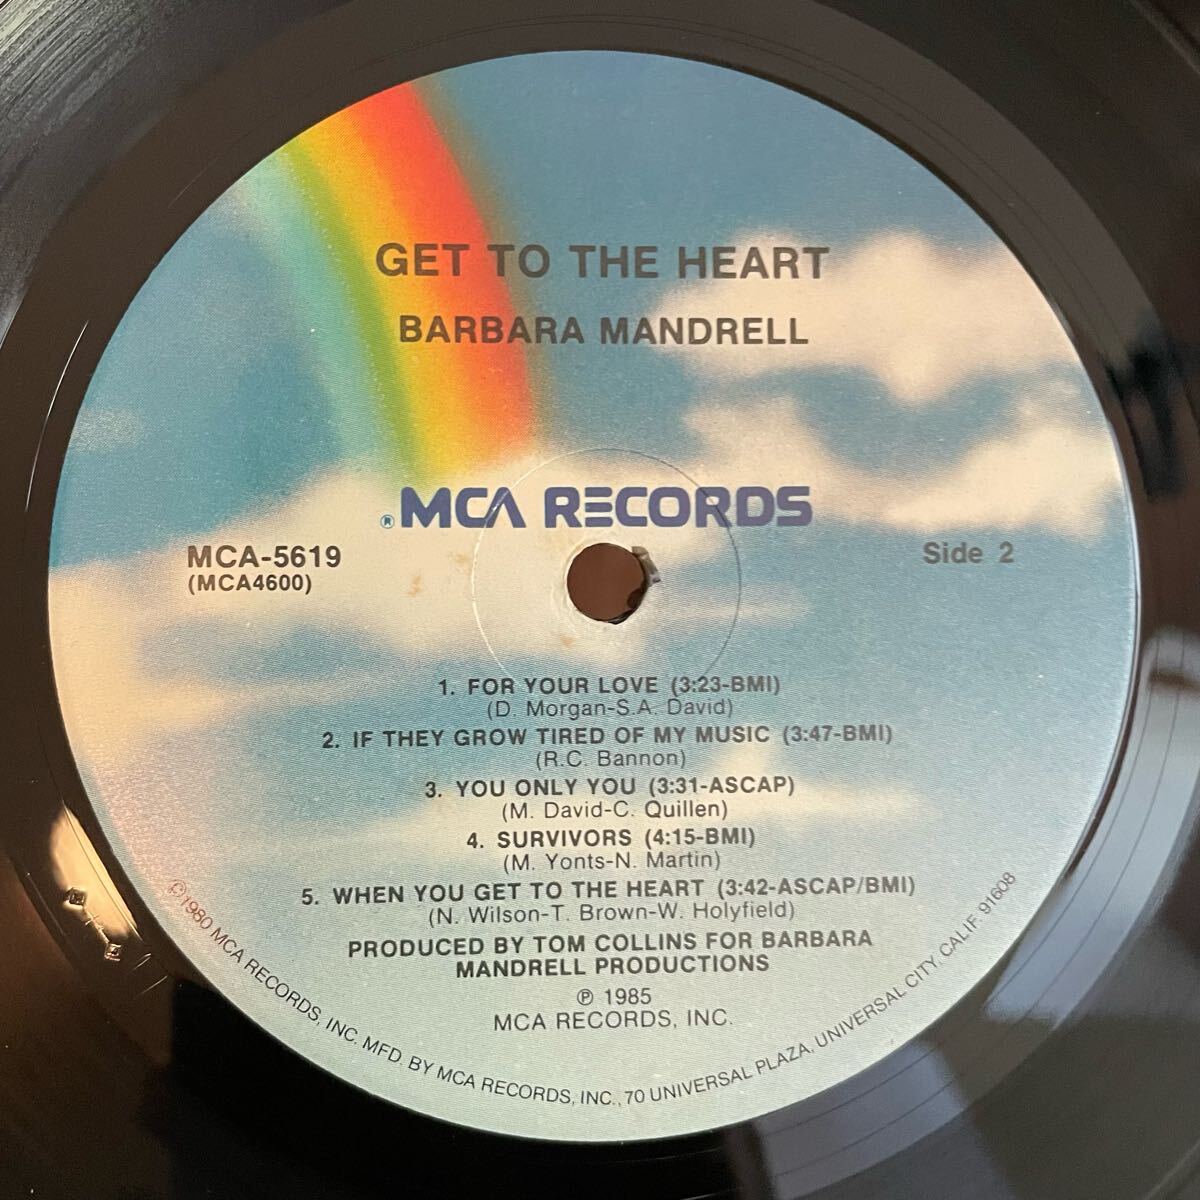 GET TO THE HEART
BARBARA MANDRELL
® MCA RECORDS
MCA-5619
(MCA4600)
Side 2
1. FOR YOUR LOVE (3:23-BMI)
(D. Morgan-S.A. David)
2. IF THEY GROW TIRED OF MY MUSIC (3:47-BMI)
(R.C. Bannon)
3. YOU ONLY YOU (3:31-ASCAP)
(M. David-C. Quillen)
4. SURVIVORS (4:15-BMI)
(M. Yonts-N. Martin)
5. WHEN YOU GET TO THE HEART (3:42-ASCAP/BMI)
(N. Wilson-T. Brown-W. Holyfield)
PRODUCED BY TOM COLLINS FOR BARBARA
MANDRELL PRODUCTIONS
℗ 1985
MCA RECORDS, INC.
©1980 MCA RECORDS, INC. MFD. BY MCA RECORDS, INC., 70 UNIVERSAL PLAZA, UNIVERSAL CITY, CALIF. 91608